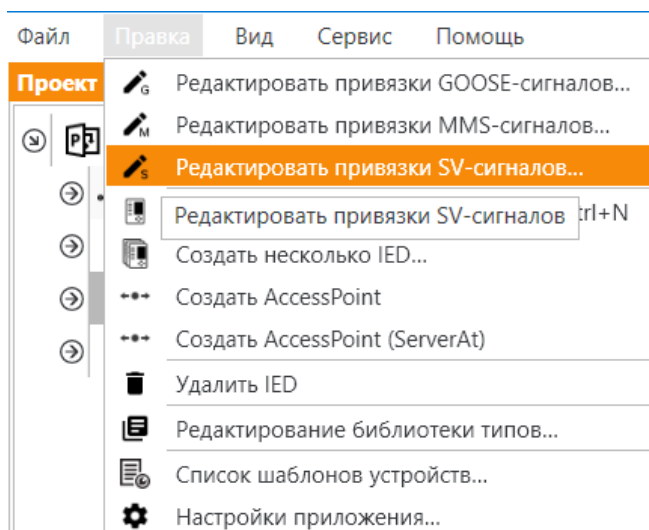 Файл Правка Вид Сервис Помощь
Проект
Редактировать привязки GOOSE-сигналов...
Редактировать привязки MMS-сигналов...
Редактировать привязки SV-сигналов...
Редактировать привязки SV-сигналов
trl+N
Создать несколько IED...
Создать AccessPoint
Создать AccessPoint (ServerAt)
Удалить IED
Редактирование библиотеки типов...
Список шаблонов устройств...
Настройки приложения...